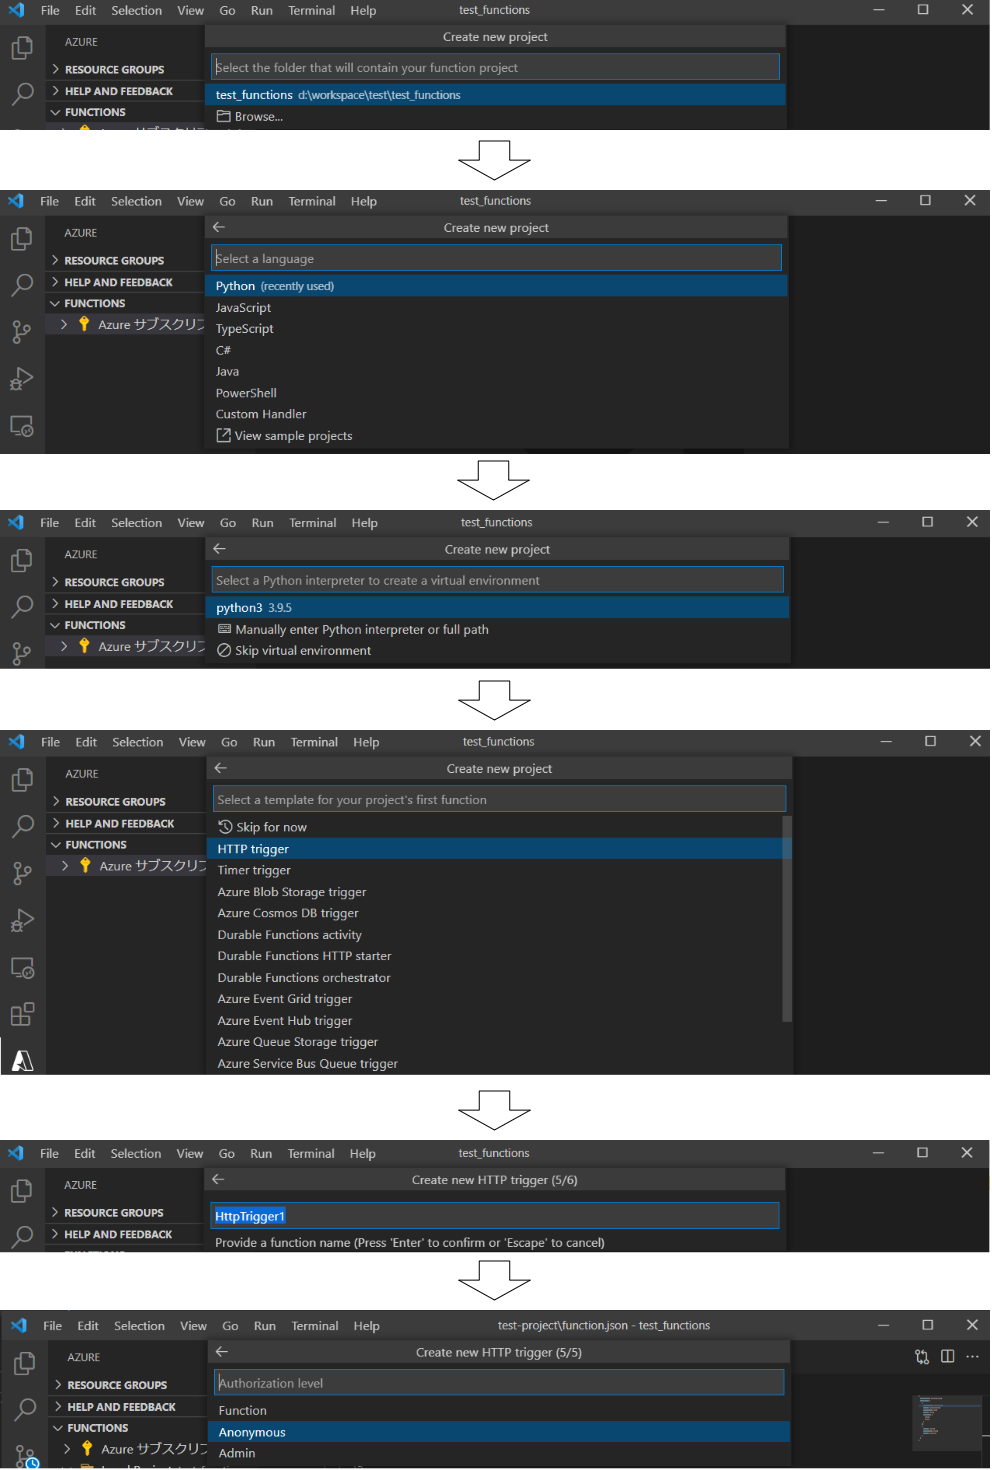 File Edit Selection View Go Run Terminal Help test_functions
Create new project
AZURE
Select the folder that will contain your function project
RESOURCE GROUPS
HELP AND FEEDBACK
test_functions d:\workspace\test\test_functions
FUNCTIONS
Browse...
File Edit Selection View Go Run Terminal Help test_functions
Create new project
AZURE
Select a language
RESOURCE GROUPS
HELP AND FEEDBACK
Python (recently used)
FUNCTIONS
JavaScript
Azure サブスクリプ
TypeScript
C#
Java
PowerShell
Custom Handler
View sample projects
File Edit Selection View Go Run Terminal Help test_functions
Create new project
AZURE
Select a Python interpreter to create a virtual environment
RESOURCE GROUPS
HELP AND FEEDBACK
python3 3.9.5
FUNCTIONS
Manually enter Python interpreter or full path
Azure サブスクリプ
Skip virtual environment
File Edit Selection View Go Run Terminal Help test_functions
Create new project
AZURE
Select a template for your project's first function
RESOURCE GROUPS
HELP AND FEEDBACK
Skip for now
FUNCTIONS
HTTP trigger
Azure サブスクリプ
Timer trigger
Azure Blob Storage trigger
Azure Cosmos DB trigger
Durable Functions activity
Durable Functions HTTP starter
Durable Functions orchestrator
Azure Event Grid trigger
Azure Event Hub trigger
Azure Queue Storage trigger
Azure Service Bus Queue trigger
File Edit Selection View Go Run Terminal Help test_functions
Create new HTTP trigger (5/6)
AZURE
RESOURCE GROUPS
HttpTrigger1
HELP AND FEEDBACK
Provide a function name (Press 'Enter' to confirm or 'Escape' to cancel)
File Edit Selection View Go Run Terminal Help test-project\function.json - test_functions
Create new HTTP trigger (5/5)
AZURE
Authorization level
RESOURCE GROUPS
HELP AND FEEDBACK
Function
FUNCTIONS
Anonymous
Azure サブスクリプ
Admin